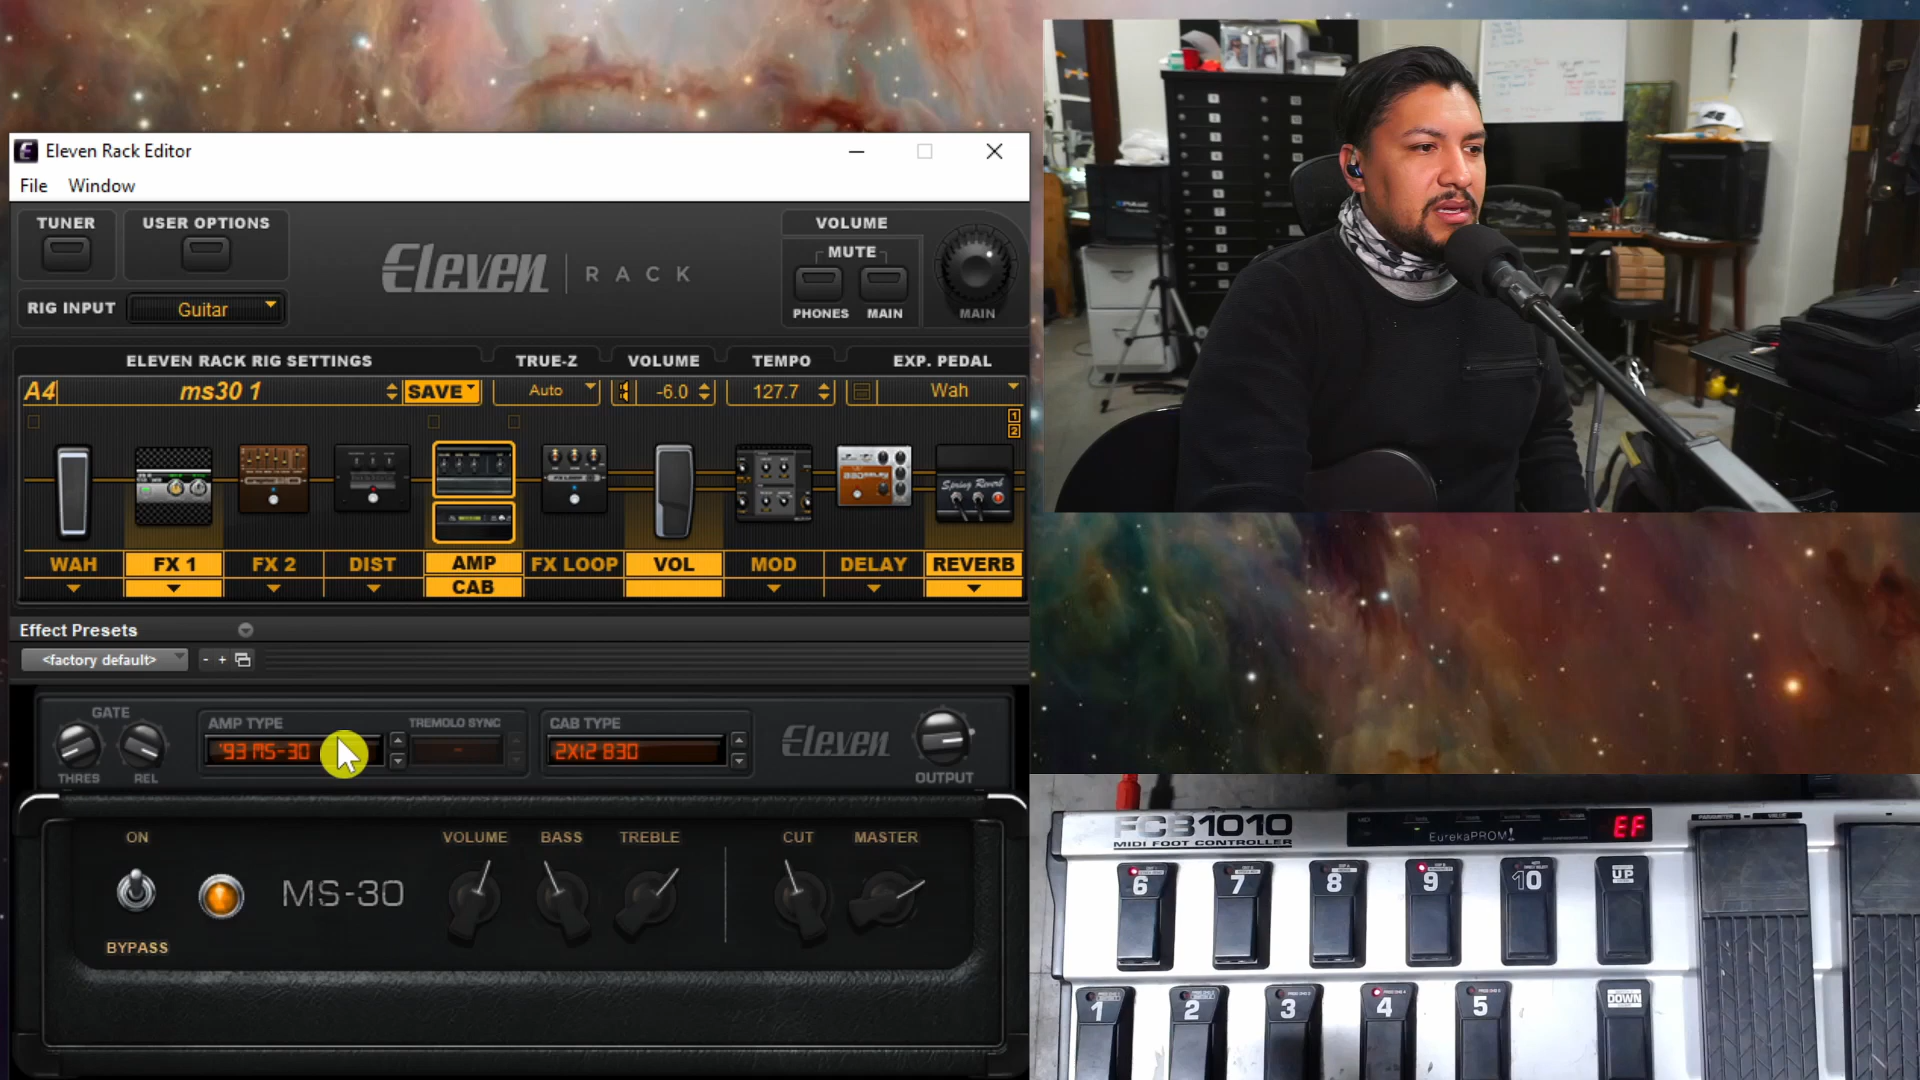 Eleven Rack Editor
File Window
TUNER
USER OPTIONS
RIG INPUT
Guitar
Eleven RACK
VOLUME
MUTE
PHONES
MAIN
MAIN
ELEVEN RACK RIG SETTINGS
TRUE-Z
VOLUME
TEMPO
EXP. PEDAL
A4
ms30 1
SAVE
Auto
-6.0
127.7
Wah
1
2
FX LOOP
Spring Reverb
WAH
FX 1
FX 2
DIST
AMP
CAB
FX LOOP
VOL
MOD
DELAY
REVERB
Effect Presets
<factory default>
- +
GATE
THRES
REL
AMP TYPE
'93 MS-30
TREMOLO SYNC
-
CAB TYPE
2X12 B30
Eleven
OUTPUT
ON
BYPASS
MS-30
VOLUME
BASS
TREBLE
CUT
MASTER
FCB1010
MIDI FOOT CONTROLLER
EurekaPROM!
EF
6
7
8
9
10
UP
1
2
3
4
5
DOWN